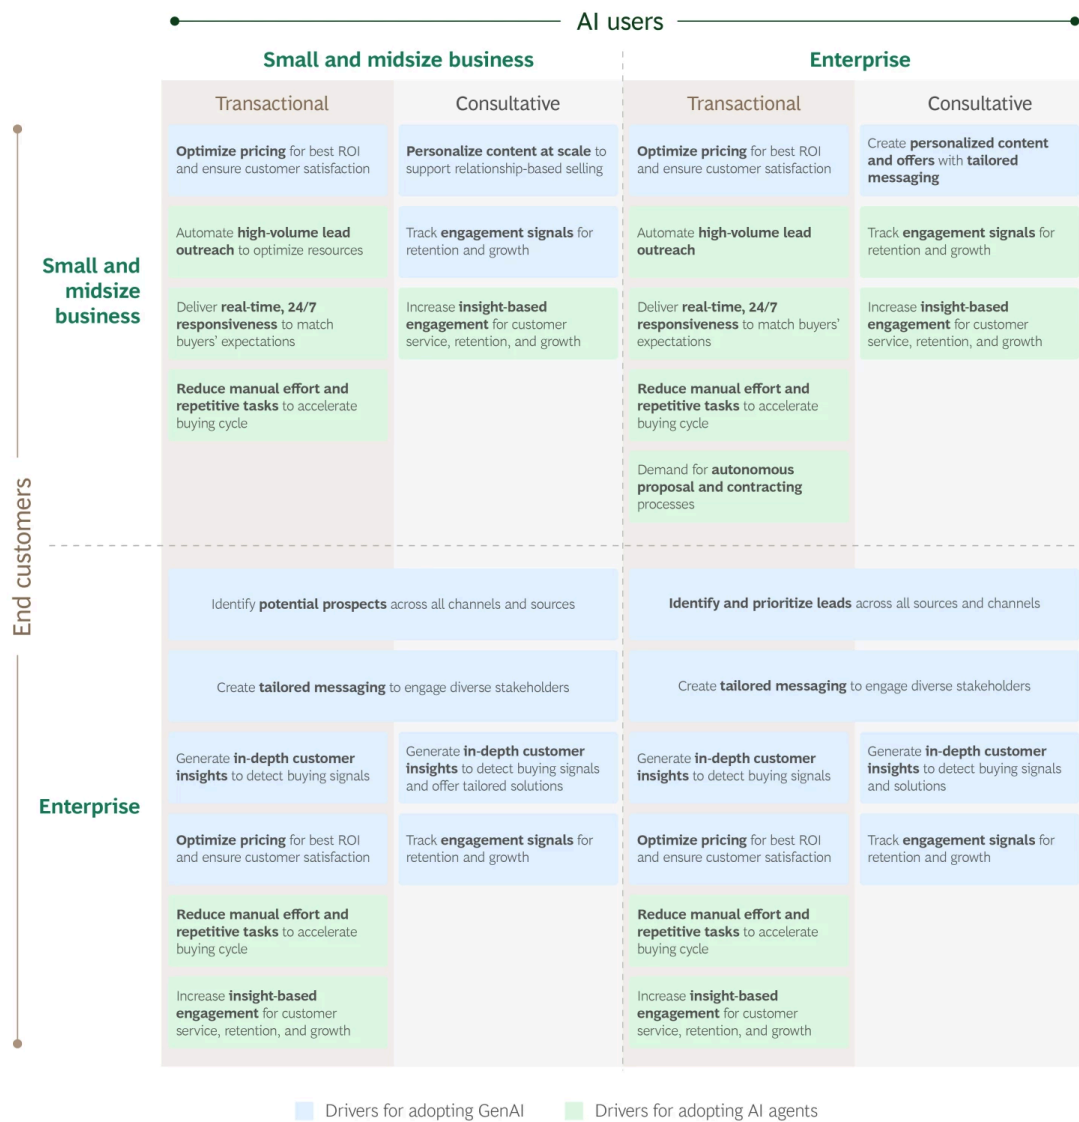 AI users
Small and midsize business
Enterprise
Transactional
Consultative
Transactional
Consultative
End customers
Small and
midsize
business
Optimize pricing for best ROI
and ensure customer satisfaction
Personalize content at scale to
support relationship-based selling
Optimize pricing for best ROI
and ensure customer satisfaction
Create personalized content
and offers with tailored
messaging
Automate high-volume lead
outreach to optimize resources
Track engagement signals for
retention and growth
Automate high-volume lead
outreach
Track engagement signals for
retention and growth
Deliver real-time, 24/7
responsiveness to match
buyers’ expectations
Increase insight-based
engagement for customer
service, retention, and growth
Deliver real-time, 24/7
responsiveness to match buyers’
expectations
Increase insight-based
engagement for customer
service, retention, and growth
Reduce manual effort and
repetitive tasks to accelerate
buying cycle
Reduce manual effort and
repetitive tasks to accelerate
buying cycle
Demand for autonomous
proposal and contracting
processes
Enterprise
Identify potential prospects across all channels and sources
Identify and prioritize leads across all sources and channels
Create tailored messaging to engage diverse stakeholders
Create tailored messaging to engage diverse stakeholders
Generate in-depth customer
insights to detect buying signals
Generate in-depth customer
insights to detect buying signals
and offer tailored solutions
Generate in-depth customer
insights to detect buying signals
Generate in-depth customer
insights to detect buying signals
and solutions
Optimize pricing for best ROI
and ensure customer satisfaction
Track engagement signals for
retention and growth
Optimize pricing for best ROI
and ensure customer satisfaction
Track engagement signals for
retention and growth
Reduce manual effort and
repetitive tasks to accelerate
buying cycle
Reduce manual effort and
repetitive tasks to accelerate
buying cycle
Increase insight-based
engagement for customer
service, retention, and growth
Increase insight-based
engagement for customer
service, retention, and growth
Drivers for adopting GenAI
Drivers for adopting AI agents